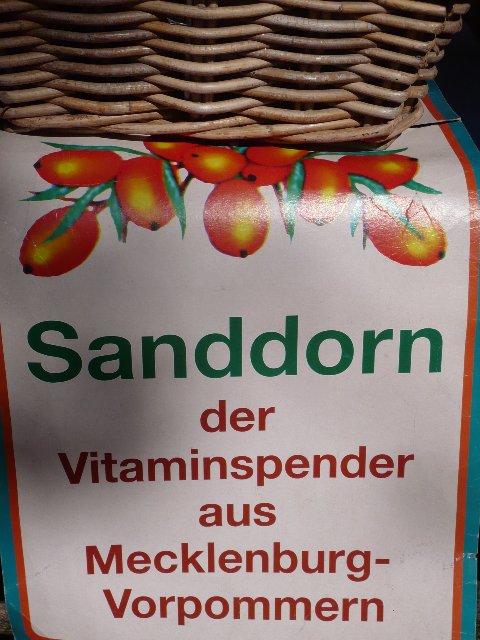 Sanddorn
der
Vitaminspender
aus
Mecklenburg-
Vorpommern